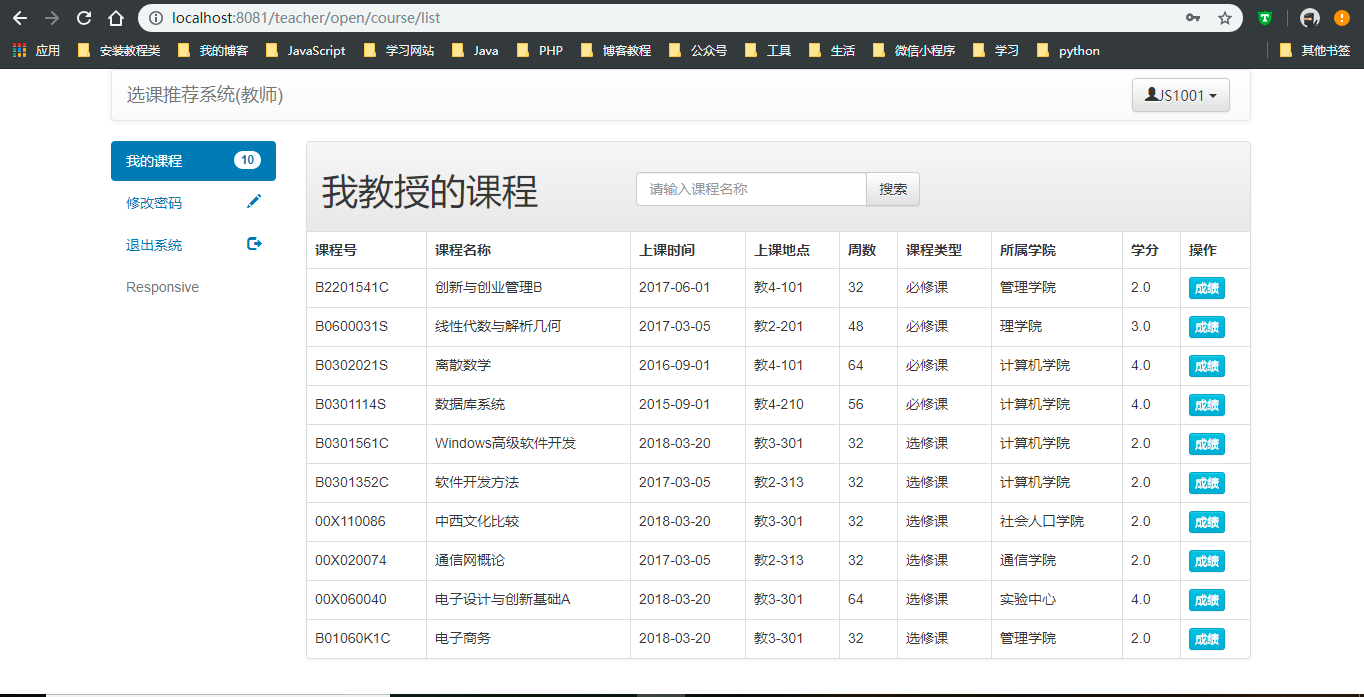 localhost:8081/teacher/open/course/list
应用 安装教程类 我的博客 JavaScript 学习网站 Java PHP 博客教程 公众号 工具 生活 微信小程序 学习 python 其他书签
选课推荐系统(教师) JS1001
我的课程 10
修改密码
退出系统
Responsive
我教授的课程 请输入课程名称 搜索
课程号 课程名称 上课时间 上课地点 周数 课程类型 所属学院 学分 操作
B2201541C 创新与创业管理B 2017-06-01 教4-101 32 必修课 管理学院 2.0 成绩
B0600031S 线性代数与解析几何 2017-03-05 教2-201 48 必修课 理学院 3.0 成绩
B0302021S 离散数学 2016-09-01 教4-101 64 必修课 计算机学院 4.0 成绩
B0301114S 数据库系统 2015-09-01 教4-210 56 必修课 计算机学院 4.0 成绩
B0301561C Windows高级软件开发 2018-03-20 教3-301 32 选修课 计算机学院 2.0 成绩
B0301352C 软件开发方法 2017-03-05 教2-313 32 选修课 计算机学院 2.0 成绩
00X110086 中西文化比较 2018-03-20 教3-301 32 选修课 社会人口学院 2.0 成绩
00X020074 通信网概论 2017-03-05 教2-313 32 选修课 通信学院 2.0 成绩
00X060040 电子设计与创新基础A 2018-03-20 教3-301 64 选修课 实验中心 4.0 成绩
B01060K1C 电子商务 2018-03-20 教3-301 32 选修课 管理学院 2.0 成绩